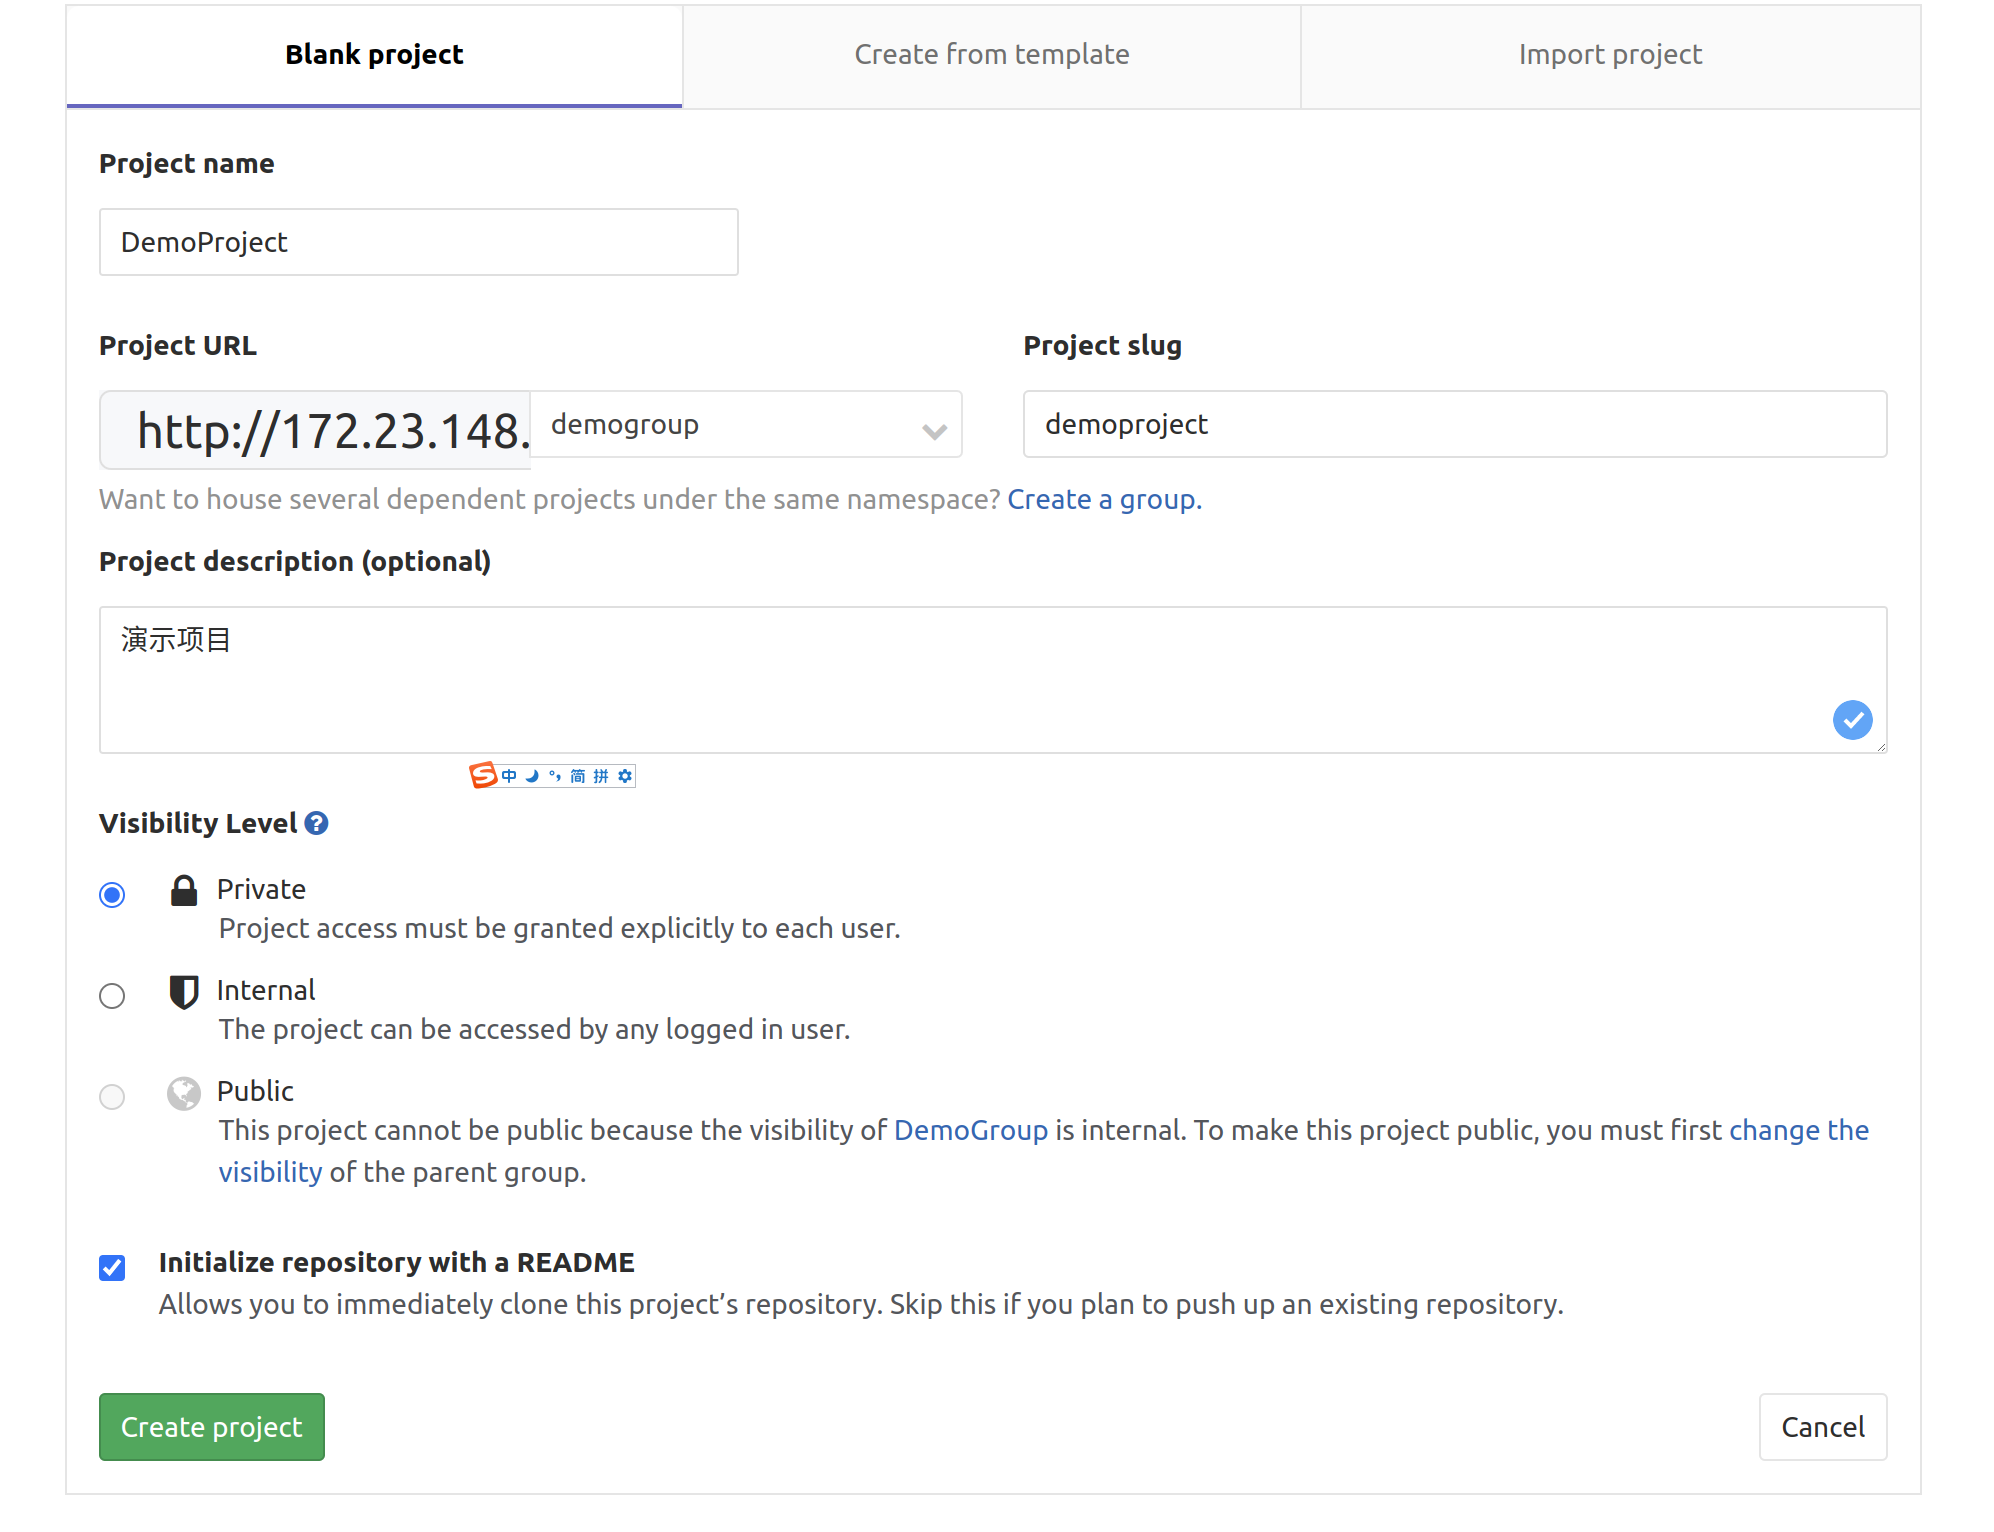 Blank project
Create from template
Import project
Project name
DemoProject
Project URL
Project slug
http://172.23.148.
demogroup
demoproject
Want to house several dependent projects under the same namespace? Create a group.
Project description (optional)
演示项目
S中 °, 简 拼
Visibility Level ?
Private
Project access must be granted explicitly to each user.
Internal
The project can be accessed by any logged in user.
Public
This project cannot be public because the visibility of DemoGroup is internal. To make this project public, you must first change the
visibility of the parent group.
Initialize repository with a README
Allows you to immediately clone this project’s repository. Skip this if you plan to push up an existing repository.
Create project
Cancel